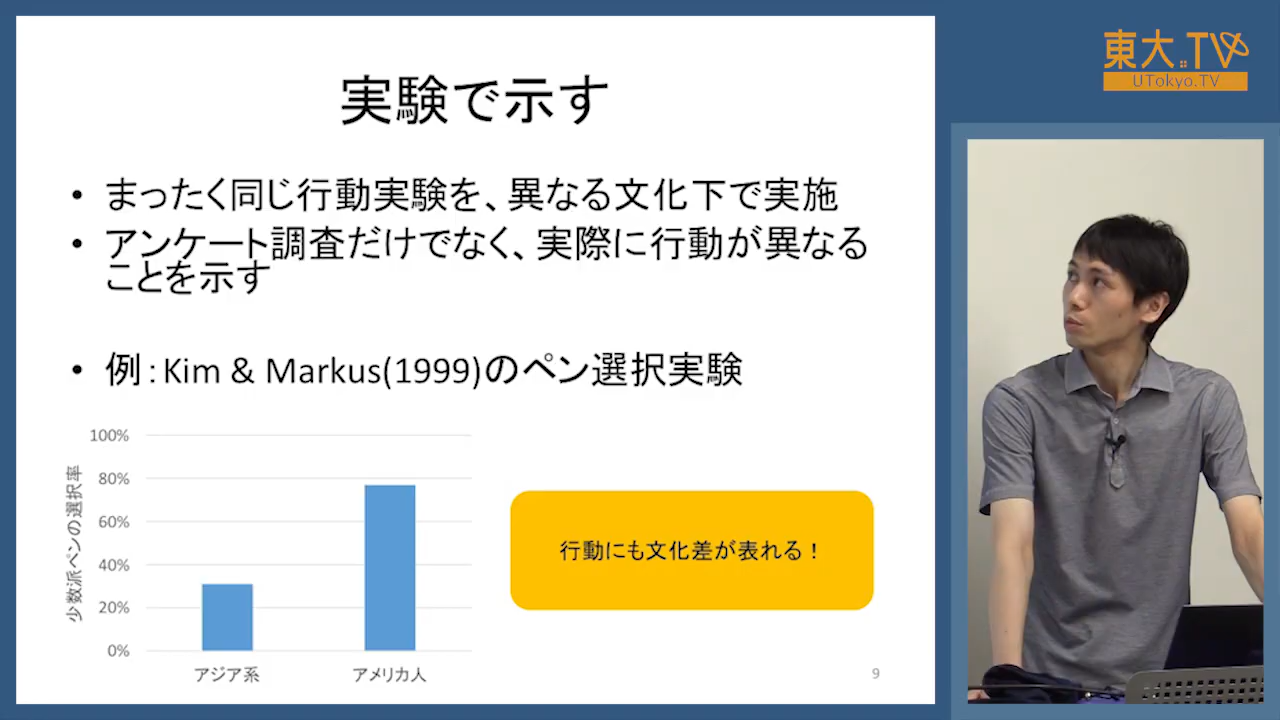 実験で示す
• まったく同じ行動実験を、異なる文化下で実施
• アンケート調査だけでなく、実際に行動が異なる
ことを示す
• 例：Kim & Markus(1999)のペン選択実験
少数派ペンの選択率
100%
80%
60%
40%
20%
0%
アジア系
アメリカ人
行動にも文化差が表れる！
9
東大.TV
UTokyo.TV